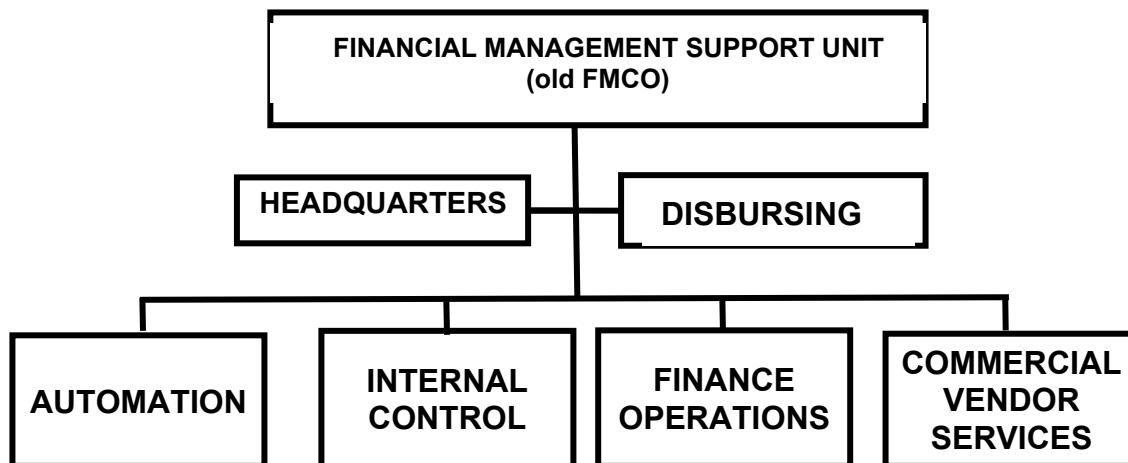 FINANCIAL MANAGEMENT SUPPORT UNIT
(old FMCO)
HEADQUARTERS
DISBURSING
AUTOMATION
INTERNAL
CONTROL
FINANCE
OPERATIONS
COMMERCIAL
VENDOR
SERVICES